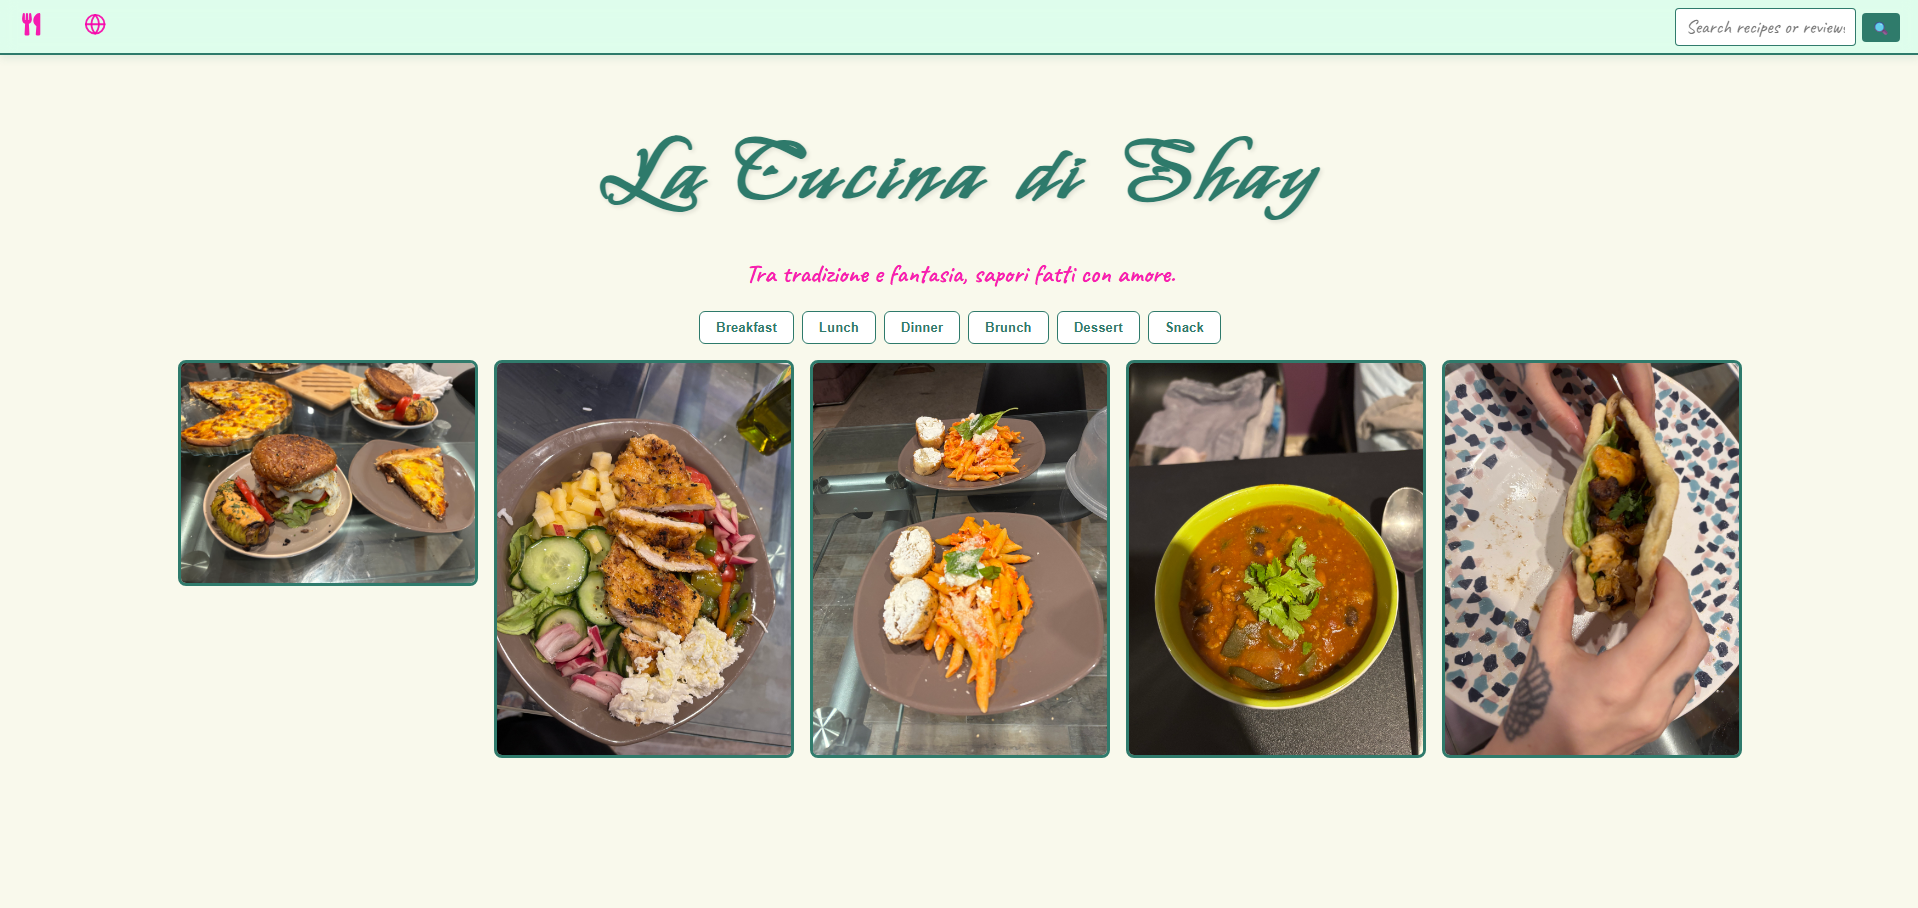 Search recipes or review
La Cucina di Shay
Tra tradizione e fantasia, sapori fatti con amore.
Breakfast Lunch Dinner Brunch Dessert Snack